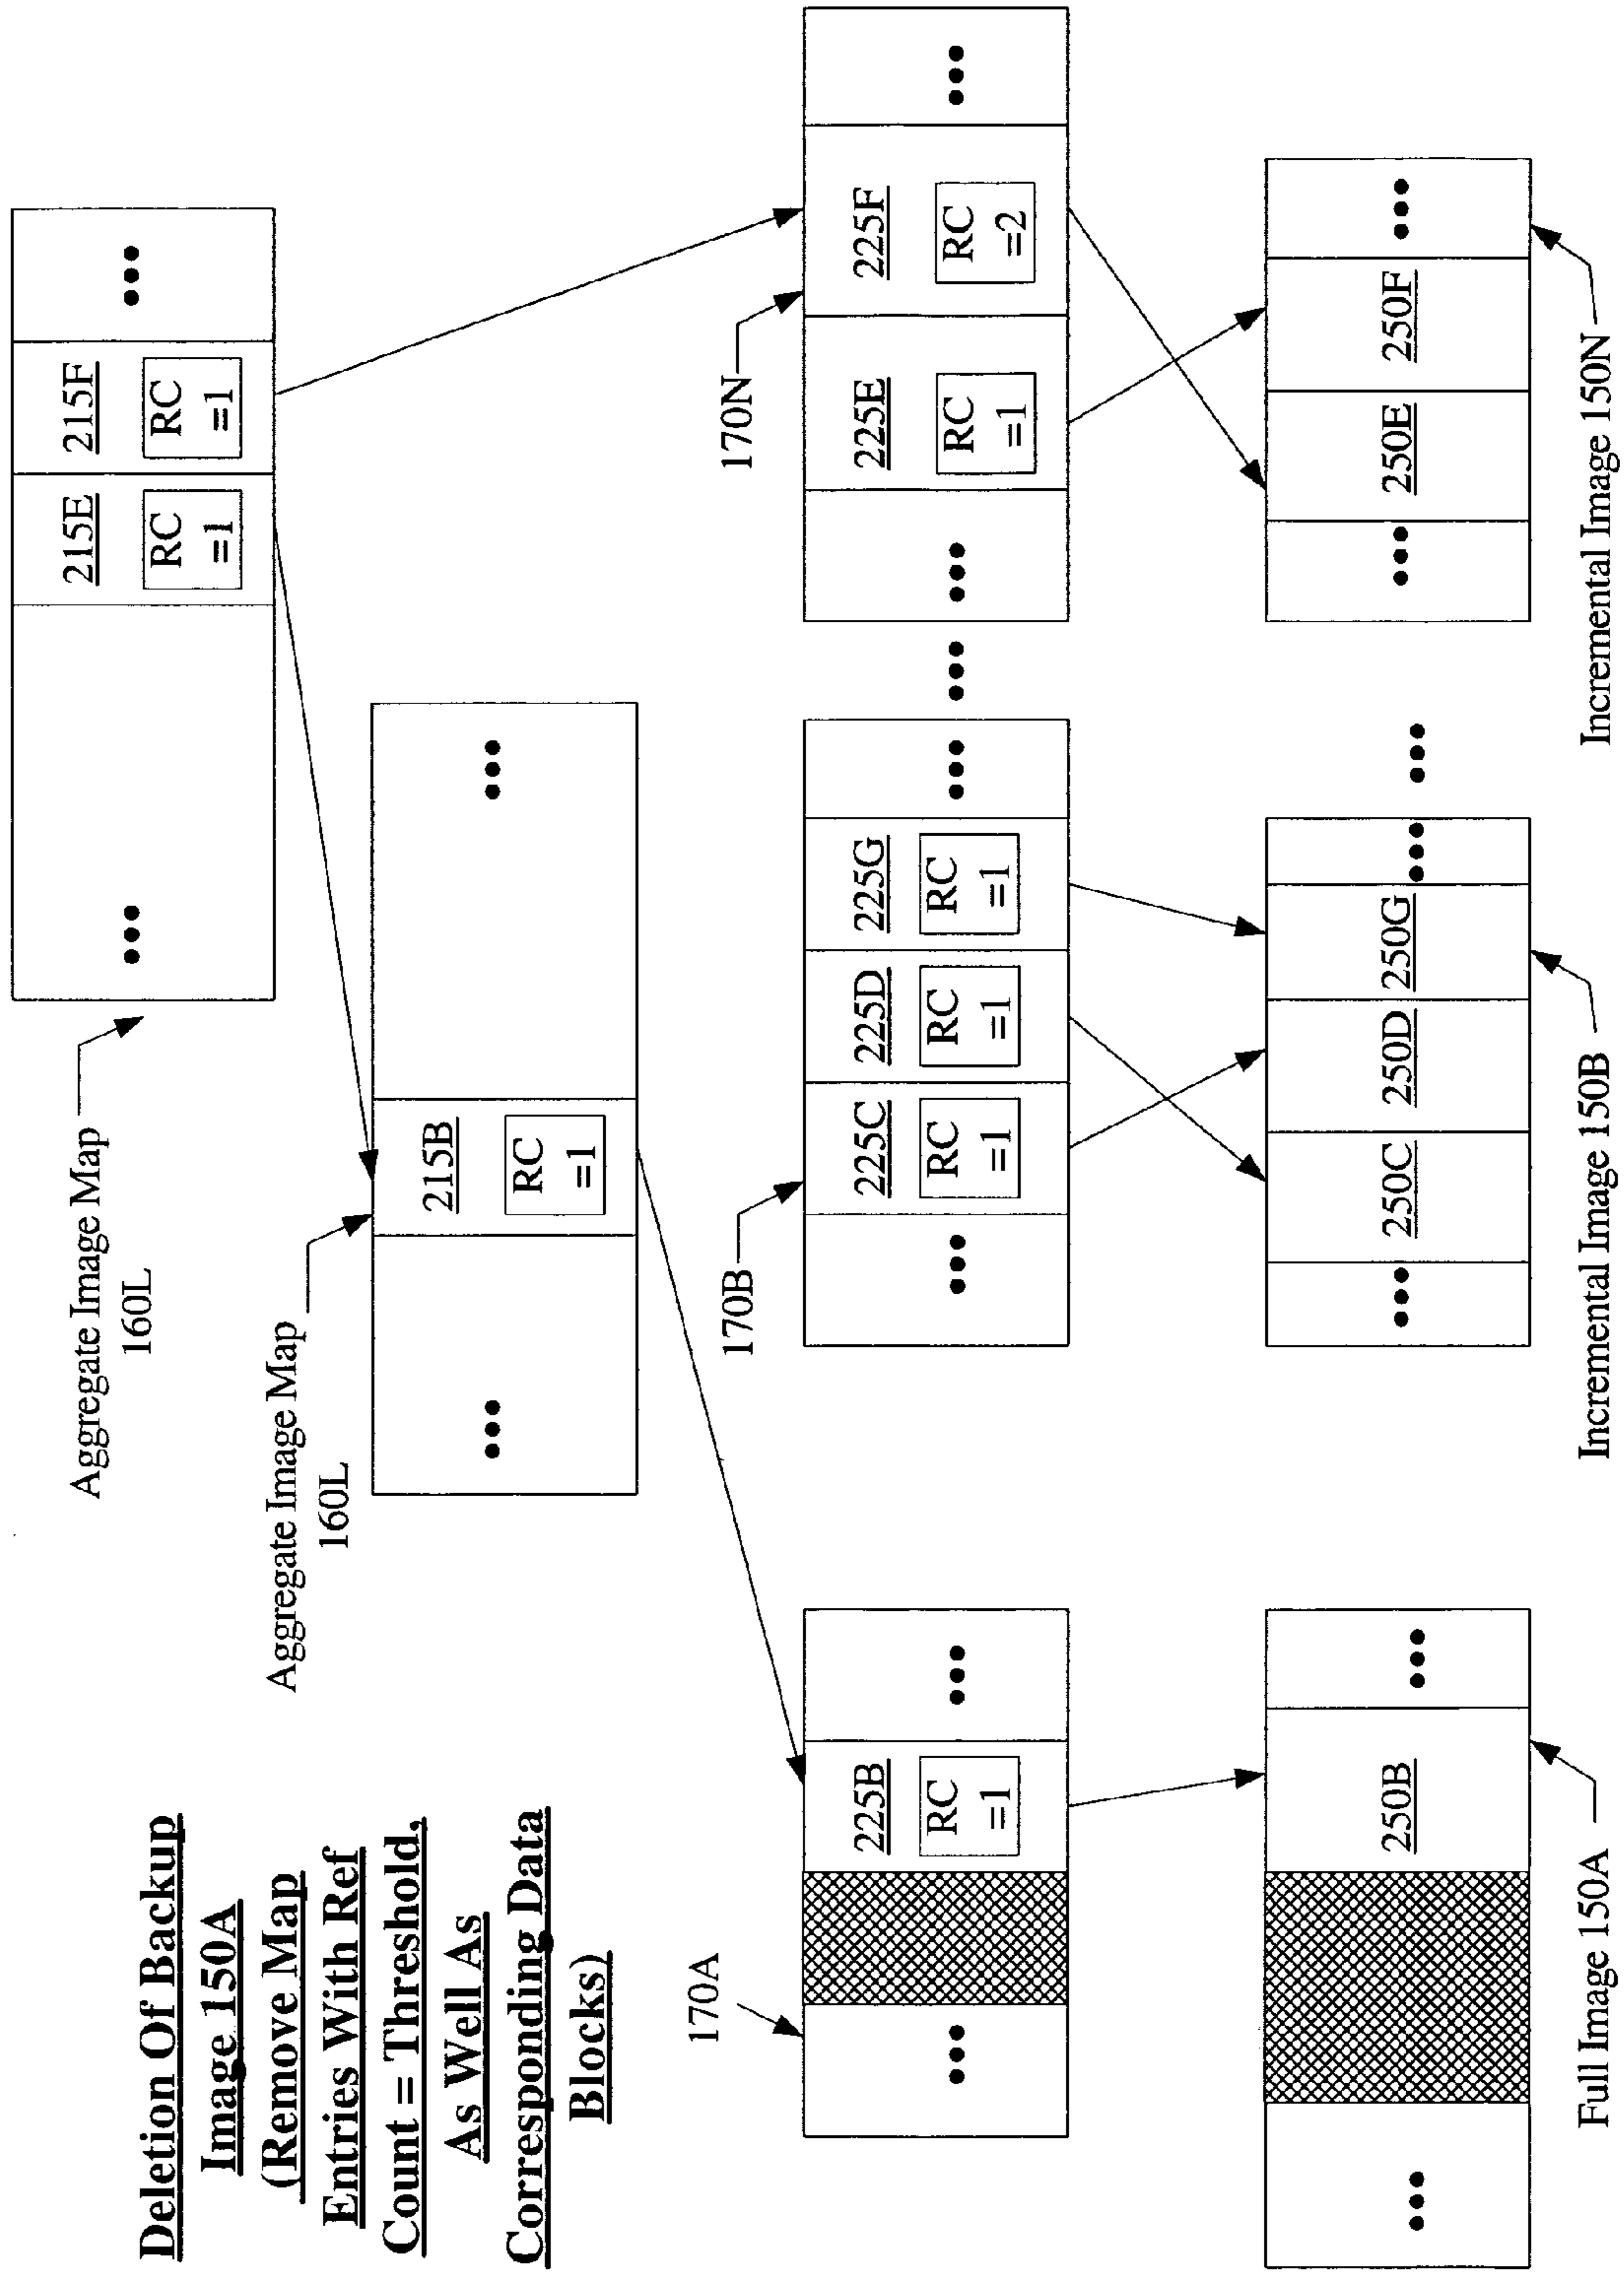 Deletion Of Backup
Image 150A
(Remove Map
Entries With Ref
Count = Threshold,
As Well As
Corresponding Data
Blocks)
Aggregate Image Map
160L
•••
215E
RC
=1
215F
RC
=1
•••
Aggregate Image Map
160L
•••
215B
RC
=1
•••
170A
•••
225B
RC
=1
•••
170B
•••
225C
RC
=1
225D
RC
=1
225G
RC
=1
•••
•••
170N
•••
225E
RC
=1
225F
RC
=2
•••
•••
250B
•••
Full Image 150A
•••
250C
250D
250G
•••
Incremental Image 150B
•••
•••
250E
250F
•••
Incremental Image 150N